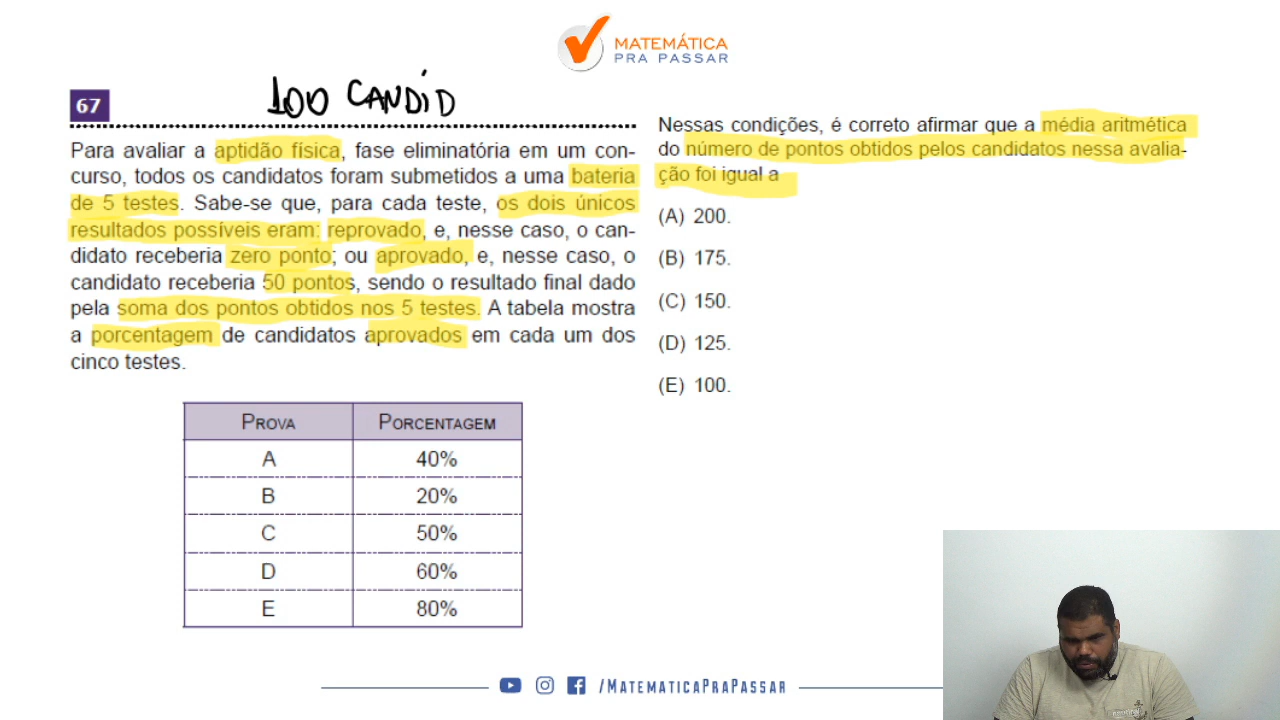 MATEMÁTICA
PRA PASSAR
100 CANDID
67
Para avaliar a aptidão física, fase eliminatória em um con-
curso, todos os candidatos foram submetidos a uma bateria
de 5 testes. Sabe-se que, para cada teste, os dois únicos
resultados possíveis eram: reprovado, e, nesse caso, o can-
didato receberia zero ponto; ou aprovado, e, nesse caso, o
candidato receberia 50 pontos, sendo o resultado final dado
pela soma dos pontos obtidos nos 5 testes. A tabela mostra
a porcentagem de candidatos aprovados em cada um dos
cinco testes.
PROVA PORCENTAGEM
A 40%
B 20%
C 50%
D 60%
E 80%
Nessas condições, é correto afirmar que a média aritmética
do número de pontos obtidos pelos candidatos nessa avalia-
ção foi igual a
(A) 200.
(B) 175.
(C) 150.
(D) 125.
(E) 100.
/MATEMATICAPRAPASSAR